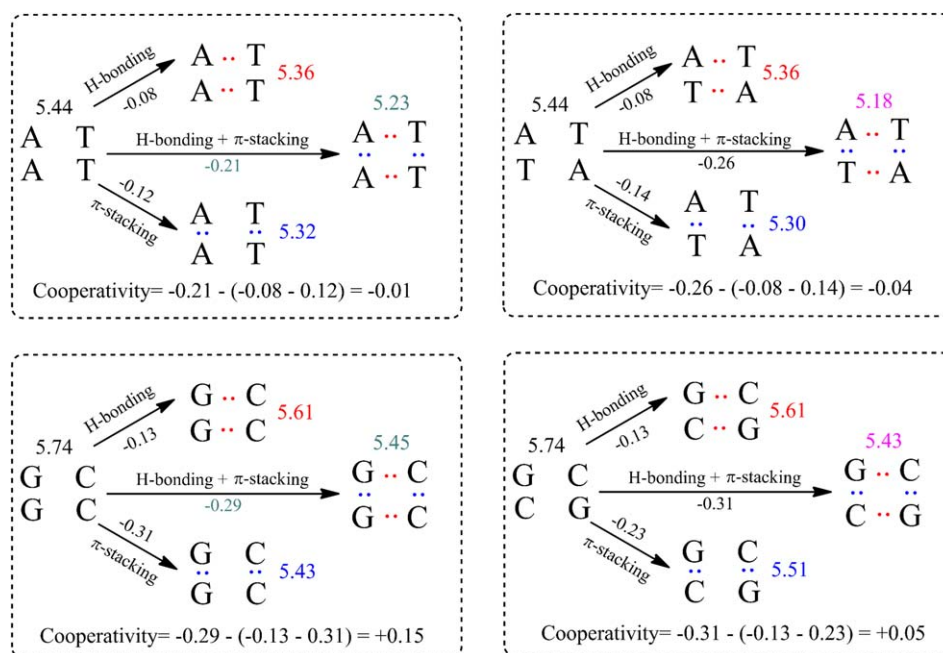 H-bonding
-0.08
A ·· T
A ·· T
5.36
5.44
A T
A T
H-bonding + π-stacking
-0.21
5.23
A ·· T
·· ··
A ·· T
-0.12
π-stacking
A T
·· ··
A T
5.32
Cooperativity= -0.21 - (-0.08 - 0.12) = -0.01
H-bonding
-0.08
A ·· T
T ·· A
5.36
5.44
A T
T A
H-bonding + π-stacking
-0.26
5.18
A ·· T
·· ··
T ·· A
-0.14
π-stacking
A T
·· ··
T A
5.30
Cooperativity= -0.26 - (-0.08 - 0.14) = -0.04
H-bonding
-0.13
G ·· C
G ·· C
5.61
5.74
G C
G C
H-bonding + π-stacking
-0.29
5.45
G ·· C
·· ··
G ·· C
-0.31
π-stacking
G C
·· ··
G C
5.43
Cooperativity= -0.29 - (-0.13 - 0.31) = +0.15
H-bonding
-0.13
G ·· C
C ·· G
5.61
5.74
G C
C G
H-bonding + π-stacking
-0.31
5.43
G ·· C
·· ··
C ·· G
-0.23
π-stacking
G C
·· ··
C G
5.51
Cooperativity= -0.31 - (-0.13 - 0.23) = +0.05